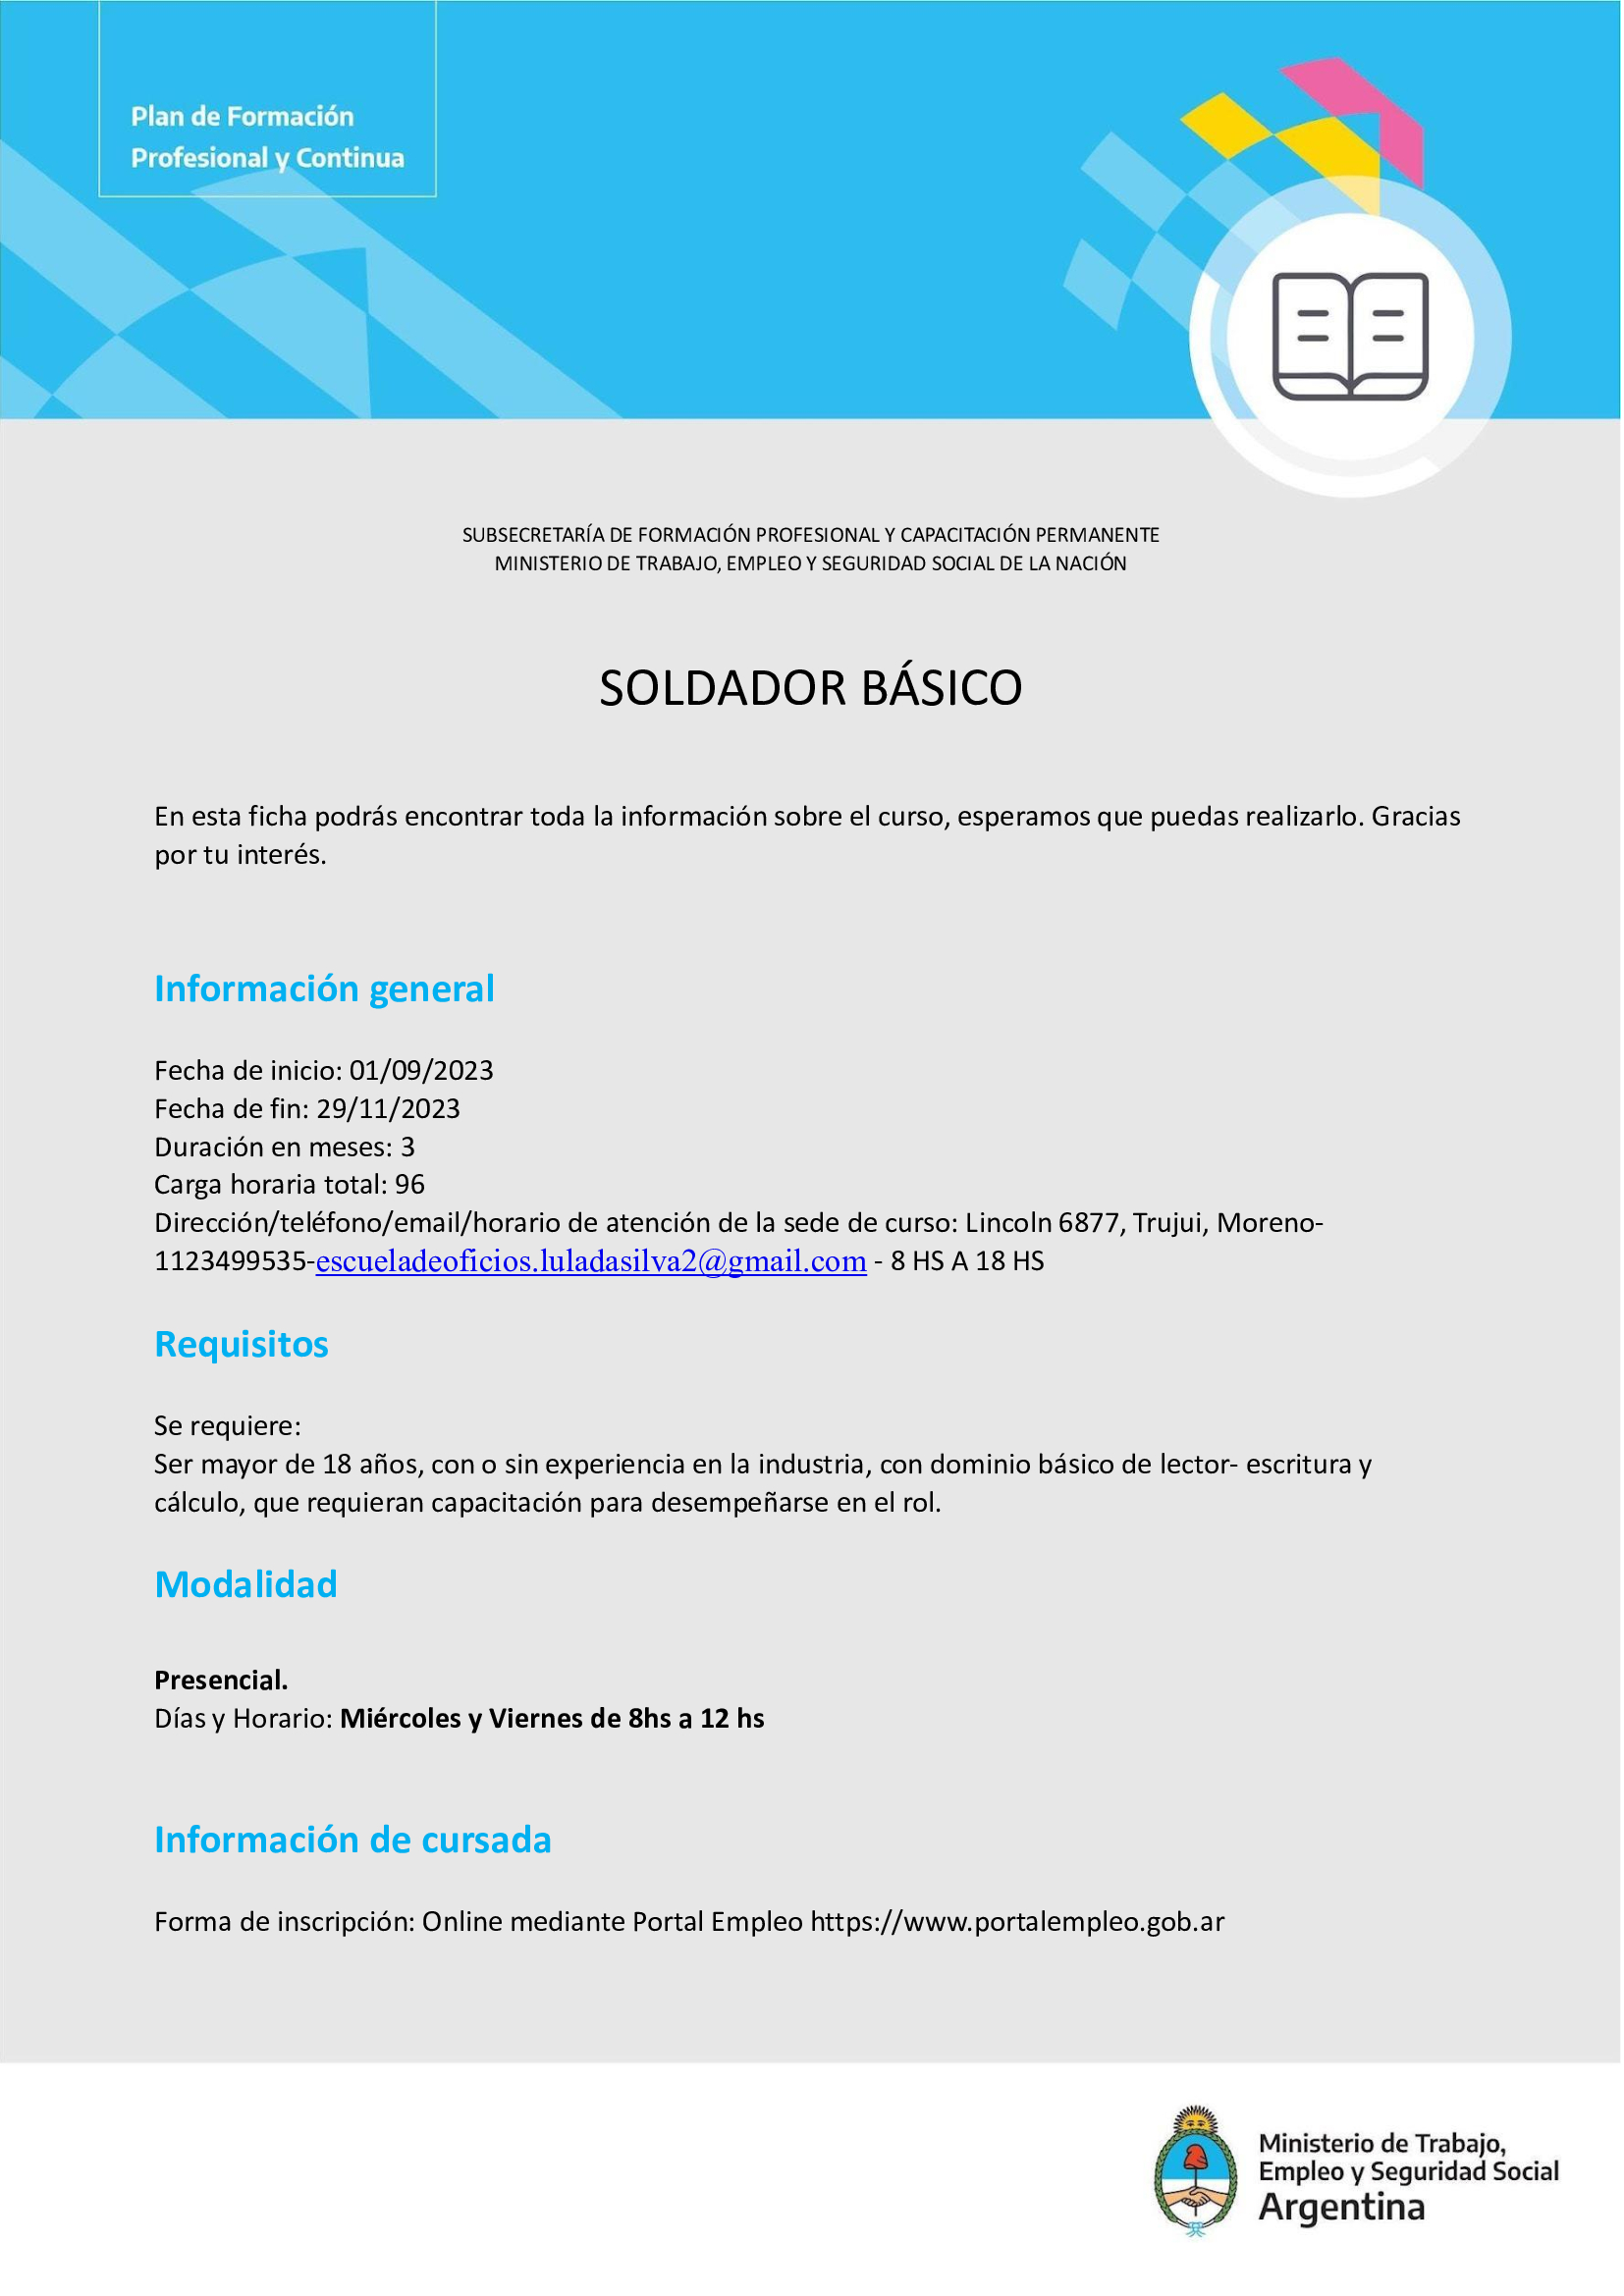 Plan de Formación
Profesional y Continua
SUBSECRETARÍA DE FORMACIÓN PROFESIONAL Y CAPACITACIÓN PERMANENTE
MINISTERIO DE TRABAJO, EMPLEO Y SEGURIDAD SOCIAL DE LA NACIÓN
SOLDADOR BÁSICO
En esta ficha podrás encontrar toda la información sobre el curso, esperamos que puedas realizarlo. Gracias
por tu interés.
Información general
Fecha de inicio: 01/09/2023
Fecha de fin: 29/11/2023
Duración en meses: 3
Carga horaria total: 96
Dirección/teléfono/email/horario de atención de la sede de curso: Lincoln 6877, Trujui, Moreno-
1123499535-escueladeoficios.luladasilva2@gmail.com - 8 HS A 18 HS
Requisitos
Se requiere:
Ser mayor de 18 años, con o sin experiencia en la industria, con dominio básico de lector- escritura y
cálculo, que requieran capacitación para desempeñarse en el rol.
Modalidad
Presencial.
Días y Horario: Miércoles y Viernes de 8hs a 12 hs
Información de cursada
Forma de inscripción: Online mediante Portal Empleo https://www.portalempleo.gob.ar
Ministerio de Trabajo,
Empleo y Seguridad Social
Argentina